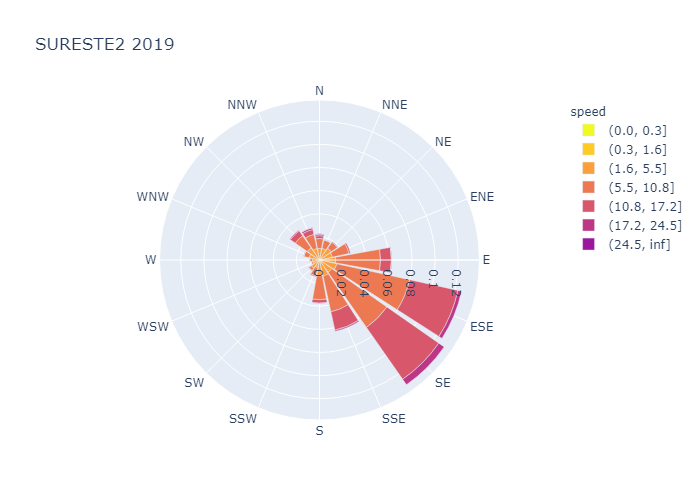 SURESTE2 2019
N
NNE
NE
ENE
E
ESE
SE
SSE
S
SSW
SW
WSW
W
WNW
NW
NNW
0
0.02
0.04
0.06
0.08
0.1
0.12
speed
(0.0, 0.3]
(0.3, 1.6]
(1.6, 5.5]
(5.5, 10.8]
(10.8, 17.2]
(17.2, 24.5]
(24.5, inf]